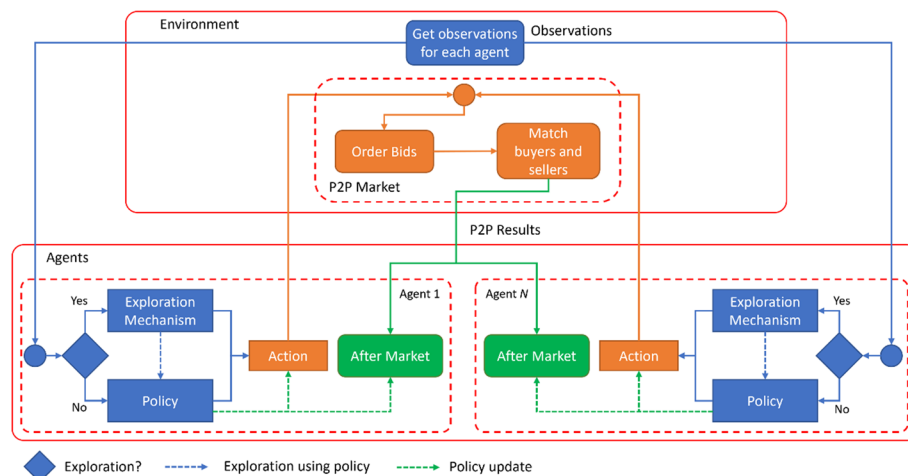 Environment
Get observations
for each agent
Observations
Order Bids
Match
buyers and
sellers
P2P Market
P2P Results
Agents
Agent 1
Agent N
Yes
Exploration
Mechanism
No
Policy
Action
After Market
After Market
Action
Exploration
Mechanism
Yes
Policy
No
Exploration?
Exploration using policy
Policy update